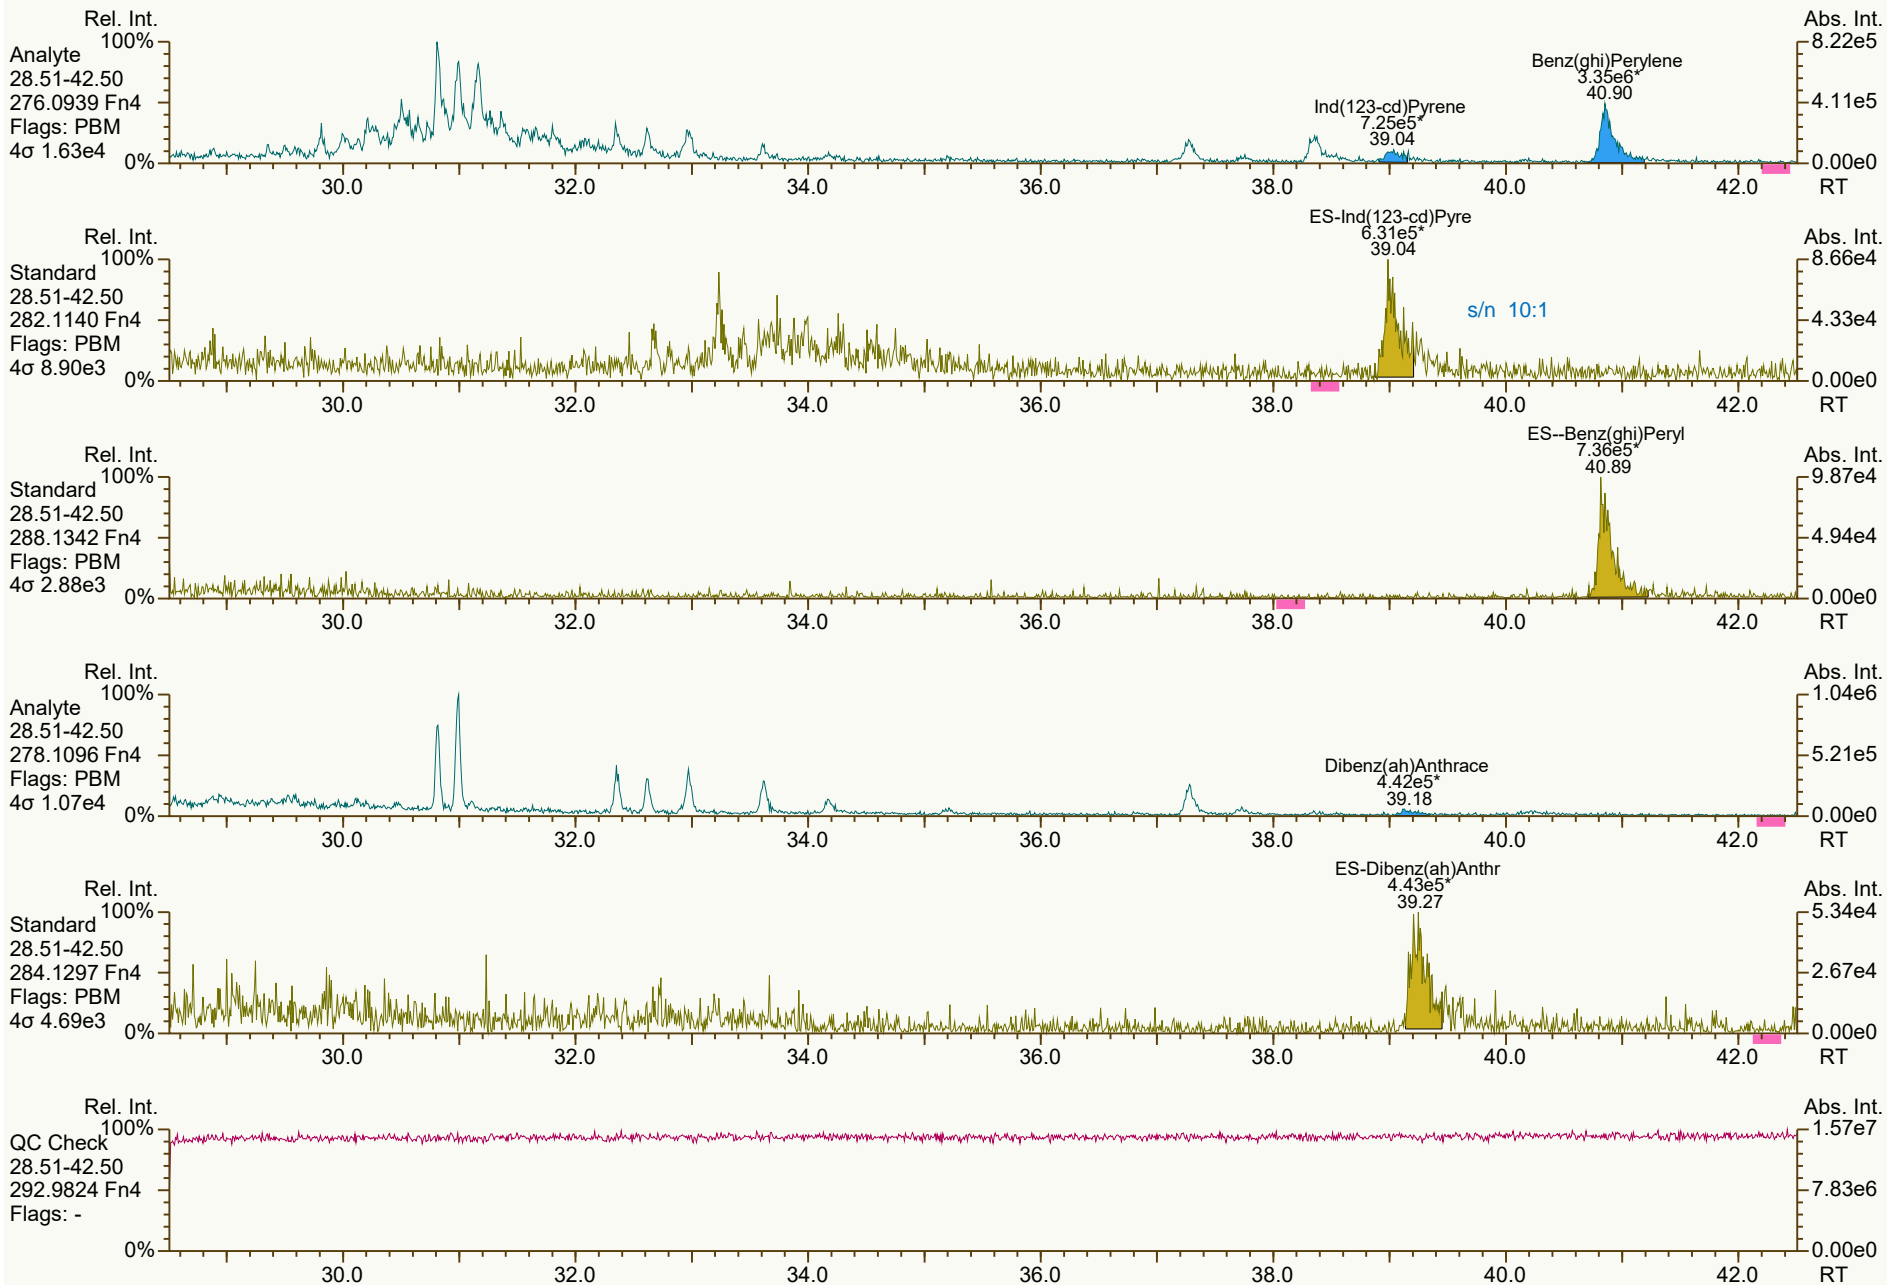 Rel. Int.
Abs. Int.
Analyte
28.51-42.50
276.0939 Fn4
Flags: PBM
4σ 1.63e4
100%
0%
8.22e5
4.11e5
0.00e0
Ind(123-cd)Pyrene
7.25e5*
39.04
Benz(ghi)Perylene
3.35e6*
40.90
30.0 32.0 34.0 36.0 38.0 40.0 42.0 RT
Rel. Int.
Abs. Int.
Standard
28.51-42.50
282.1140 Fn4
Flags: PBM
4σ 8.90e3
100%
0%
8.66e4
4.33e4
0.00e0
ES-Ind(123-cd)Pyre
6.31e5*
39.04
s/n 10:1
30.0 32.0 34.0 36.0 38.0 40.0 42.0 RT
Rel. Int.
Abs. Int.
Standard
28.51-42.50
288.1342 Fn4
Flags: PBM
4σ 2.88e3
100%
0%
9.87e4
4.94e4
0.00e0
ES--Benz(ghi)Peryl
7.36e5*
40.89
30.0 32.0 34.0 36.0 38.0 40.0 42.0 RT
Rel. Int.
Abs. Int.
Analyte
28.51-42.50
278.1096 Fn4
Flags: PBM
4σ 1.07e4
100%
0%
1.04e6
5.21e5
0.00e0
Dibenz(ah)Anthrace
4.42e5*
39.18
30.0 32.0 34.0 36.0 38.0 40.0 42.0 RT
Rel. Int.
Abs. Int.
Standard
28.51-42.50
284.1297 Fn4
Flags: PBM
4σ 4.69e3
100%
0%
5.34e4
2.67e4
0.00e0
ES-Dibenz(ah)Anthr
4.43e5*
39.27
30.0 32.0 34.0 36.0 38.0 40.0 42.0 RT
Rel. Int.
Abs. Int.
QC Check
28.51-42.50
292.9824 Fn4
Flags: -
100%
0%
1.57e7
7.83e6
0.00e0
30.0 32.0 34.0 36.0 38.0 40.0 42.0 RT